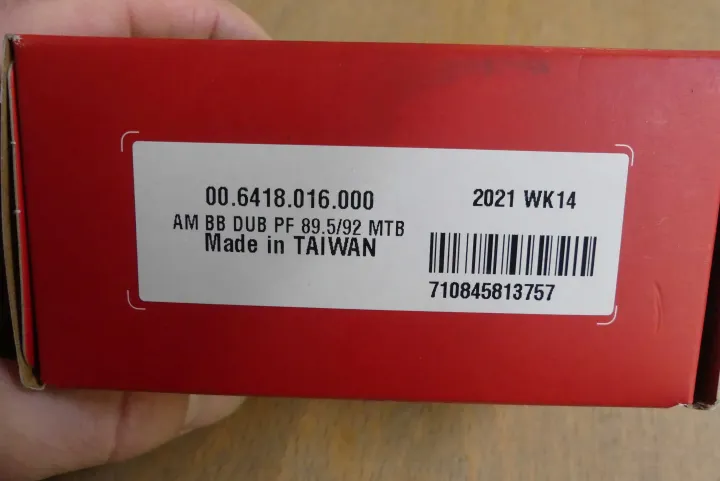 00.6418.016.000
AM BB DUB PF 89.5/92 MTB
Made in TAIWAN
2021 WK14
710845813757